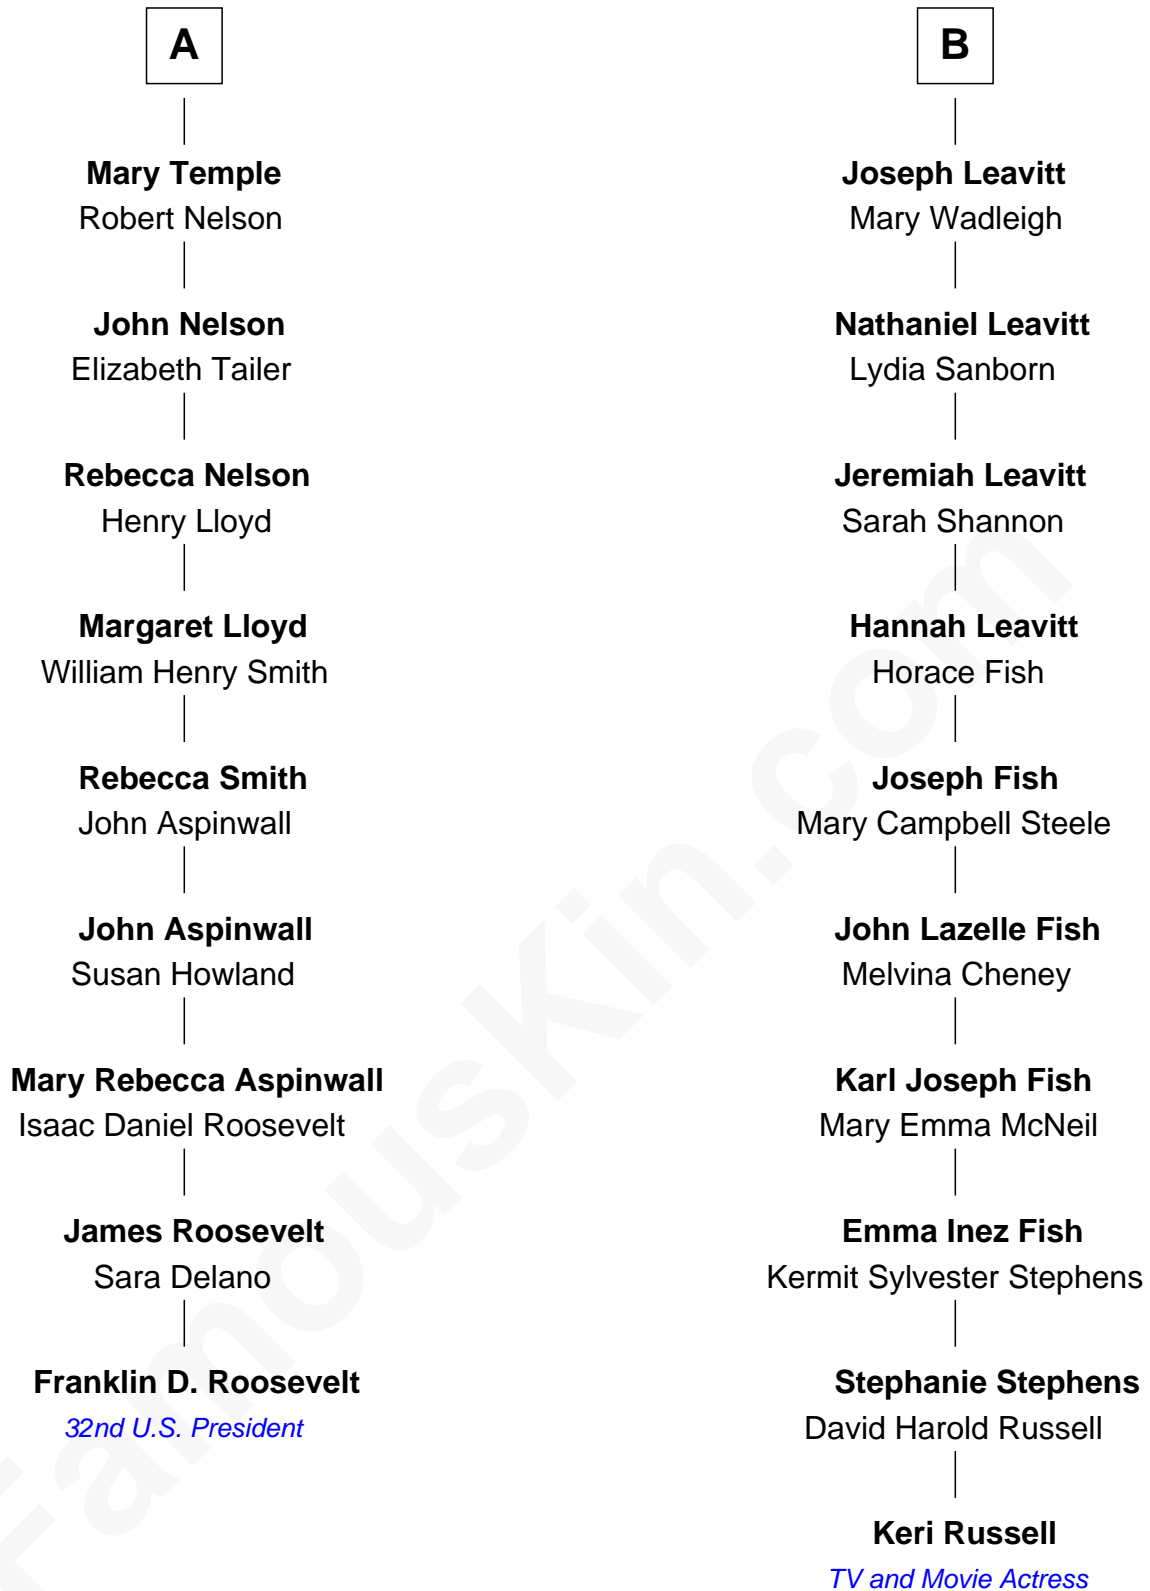 A
Mary Temple
Robert Nelson
John Nelson
Elizabeth Tailer
Rebecca Nelson
Henry Lloyd
Margaret Lloyd
William Henry Smith
Rebecca Smith
John Aspinwall
John Aspinwall
Susan Howland
Mary Rebecca Aspinwall
Isaac Daniel Roosevelt
James Roosevelt
Sara Delano
Franklin D. Roosevelt
32nd U.S. President
B
Joseph Leavitt
Mary Wadleigh
Nathaniel Leavitt
Lydia Sanborn
Jeremiah Leavitt
Sarah Shannon
Hannah Leavitt
Horace Fish
Joseph Fish
Mary Campbell Steele
John Lazelle Fish
Melvina Cheney
Karl Joseph Fish
Mary Emma McNeil
Emma Inez Fish
Kermit Sylvester Stephens
Stephanie Stephens
David Harold Russell
Keri Russell
TV and Movie Actress
FamousKin.com